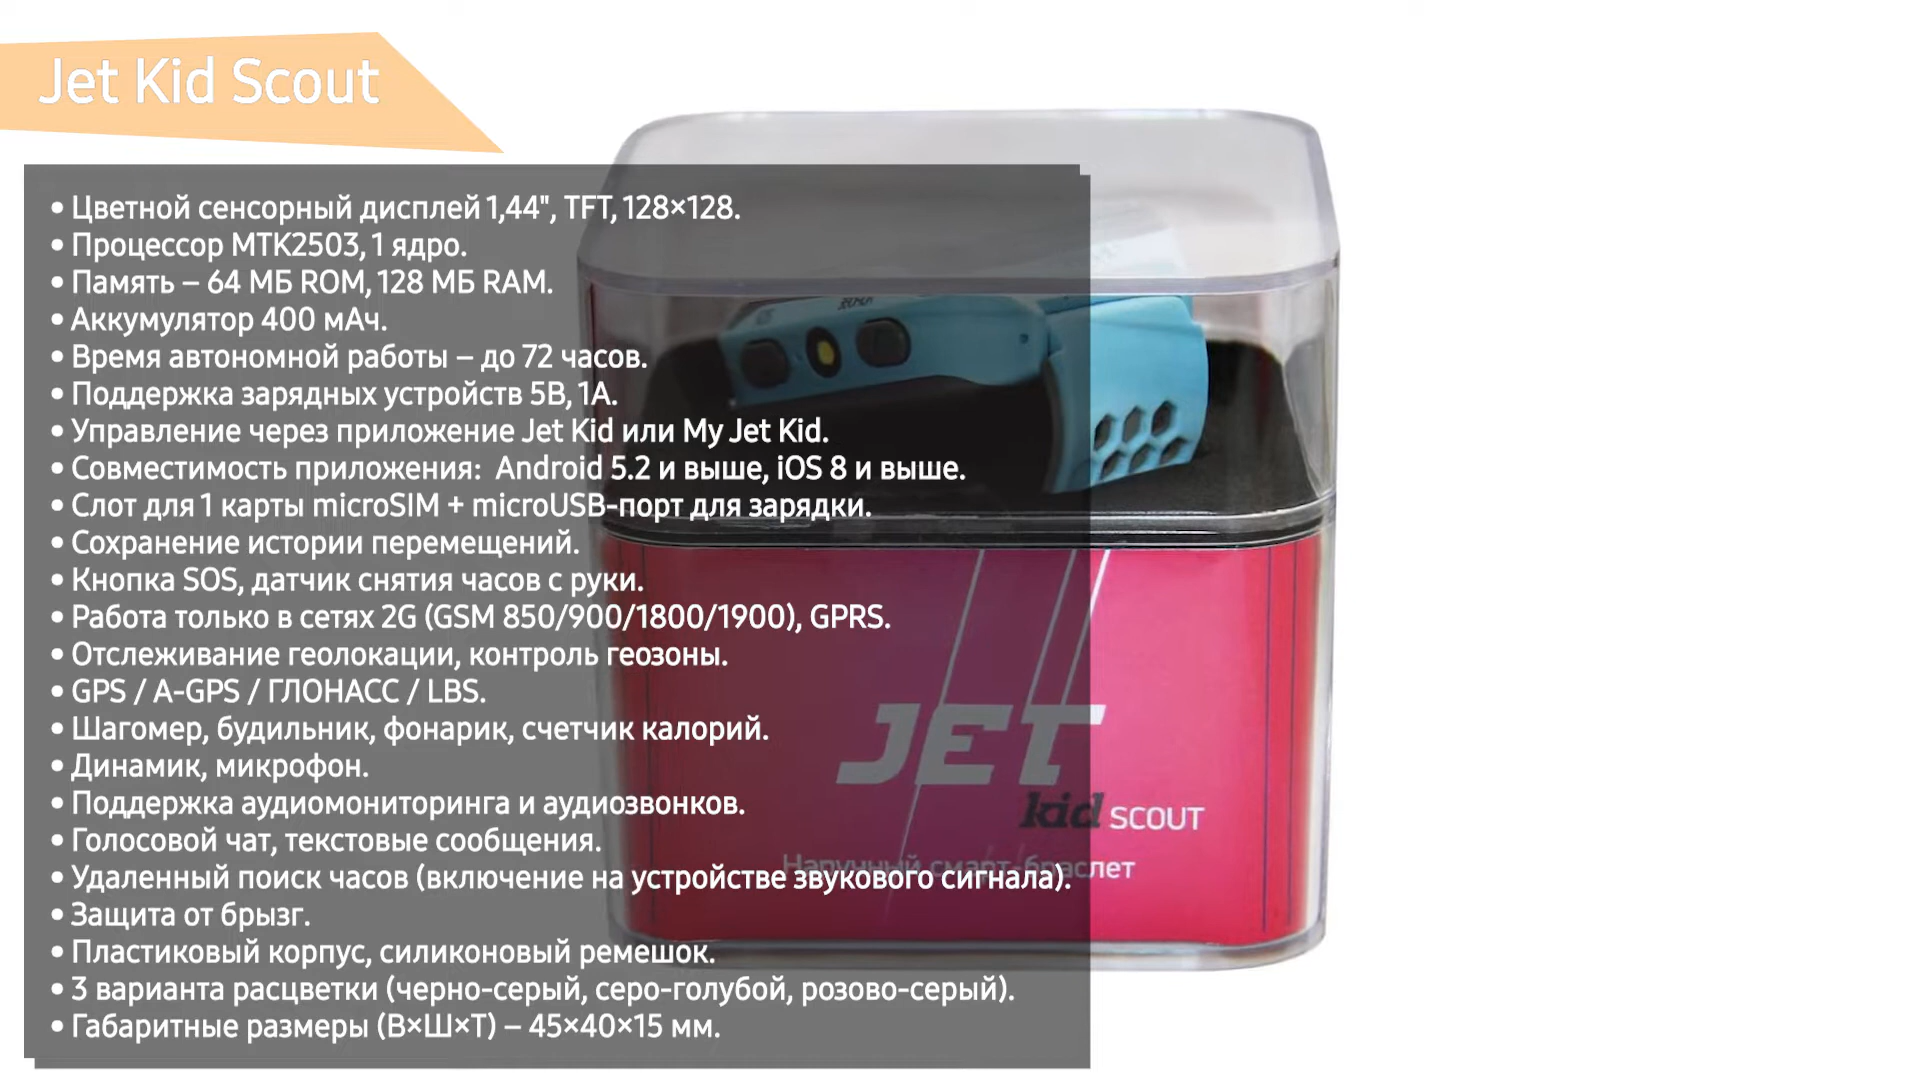 Jet Kid Scout
• Цветной сенсорный дисплей 1,44", TFT, 128×128.
• Процессор MTK2503, 1 ядро.
• Память – 64 МБ ROM, 128 МБ RAM.
• Аккумулятор 400 мАч.
• Время автономной работы – до 72 часов.
• Поддержка зарядных устройств 5В, 1А.
• Управление через приложение Jet Kid или My Jet Kid.
• Совместимость приложения:  Android 5.2 и выше, iOS 8 и выше.
• Слот для 1 карты microSIM + microUSB-порт для зарядки.
• Сохранение истории перемещений.
• Кнопка SOS, датчик снятия часов с руки.
• Работа только в сетях 2G (GSM 850/900/1800/1900), GPRS.
• Отслеживание геолокации, контроль геозоны.
• GPS / A-GPS / ГЛОНАСС / LBS.
• Шагомер, будильник, фонарик, счетчик калорий.
• Динамик, микрофон.
• Поддержка аудиомониторинга и аудиозвонков.
• Голосовой чат, текстовые сообщения.
• Удаленный поиск часов (включение на устройстве звукового сигнала).
• Защита от брызг.
• Пластиковый корпус, силиконовый ремешок.
• 3 варианта расцветки (черно-серый, серо-голубой, розово-серый).
• Габаритные размеры (В×Ш×Т) – 45×40×15 мм.
JET
kid SCOUT
Наручный смарт-браслет